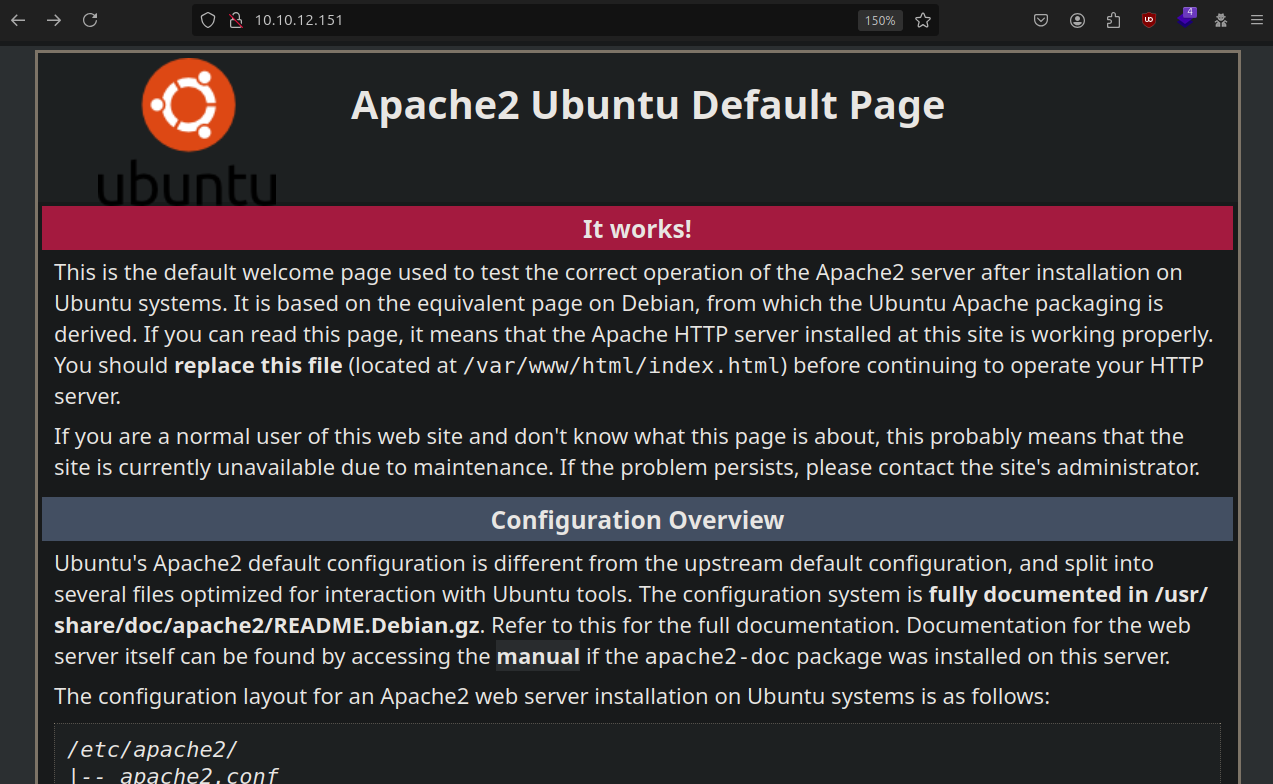 10.10.12.151
150%
4
Apache2 Ubuntu Default Page
ubuntu
It works!
This is the default welcome page used to test the correct operation of the Apache2 server after installation on
Ubuntu systems. It is based on the equivalent page on Debian, from which the Ubuntu Apache packaging is
derived. If you can read this page, it means that the Apache HTTP server installed at this site is working properly.
You should replace this file (located at /var/www/html/index.html) before continuing to operate your HTTP
server.
If you are a normal user of this web site and don't know what this page is about, this probably means that the
site is currently unavailable due to maintenance. If the problem persists, please contact the site's administrator.
Configuration Overview
Ubuntu's Apache2 default configuration is different from the upstream default configuration, and split into
several files optimized for interaction with Ubuntu tools. The configuration system is fully documented in /usr/
share/doc/apache2/README.Debian.gz. Refer to this for the full documentation. Documentation for the web
server itself can be found by accessing the manual if the apache2-doc package was installed on this server.
The configuration layout for an Apache2 web server installation on Ubuntu systems is as follows:
/etc/apache2/
|-- apache2.conf